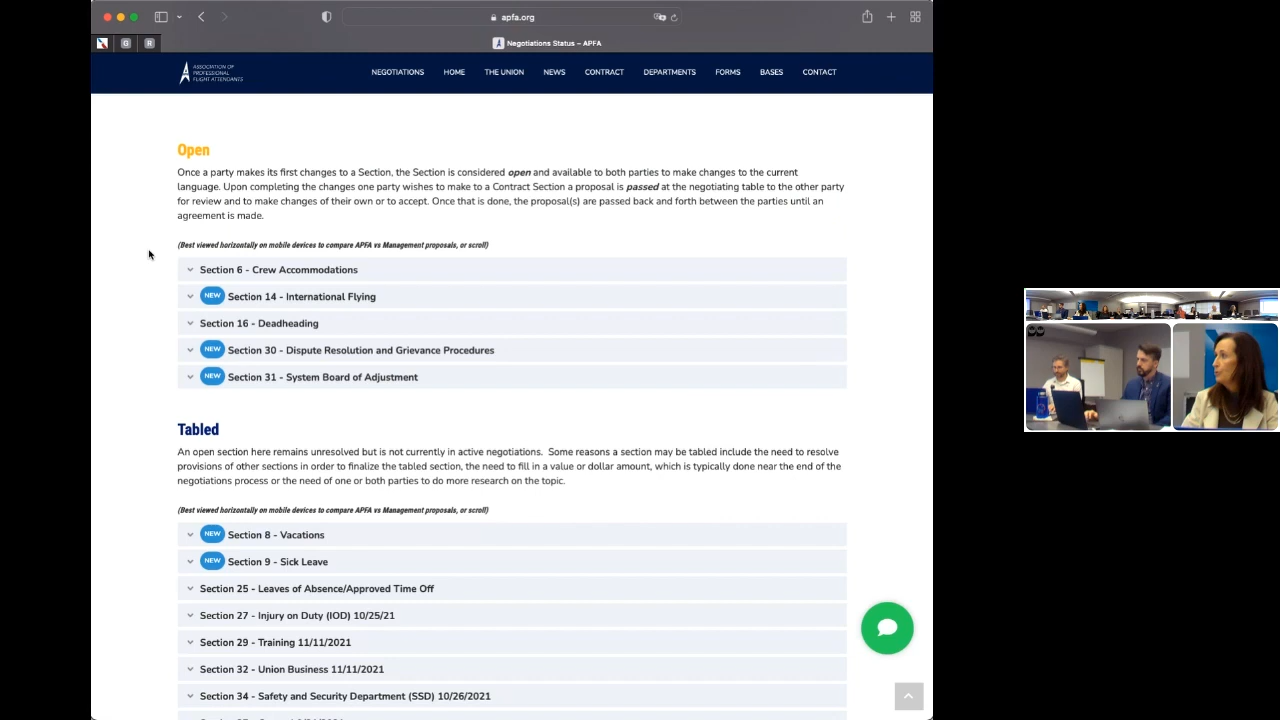 apfa.org
G
R
Negotiations Status – APFA
ASSOCIATION OF
PROFESSIONAL
FLIGHT ATTENDANTS
NEGOTIATIONS HOME THE UNION NEWS CONTRACT DEPARTMENTS FORMS BASES CONTACT
Open
Once a party makes its first changes to a Section, the Section is considered open and available to both parties to make changes to the current
language. Upon completing the changes one party wishes to make to a Contract Section a proposal is passed at the negotiating table to the other party
for review and to make changes of their own or to accept. Once that is done, the proposal(s) are passed back and forth between the parties until an
agreement is made.
(Best viewed horizontally on mobile devices to compare APFA vs Management proposals, or scroll)
Section 6 - Crew Accommodations
NEW Section 14 - International Flying
Section 16 - Deadheading
NEW Section 30 - Dispute Resolution and Grievance Procedures
NEW Section 31 - System Board of Adjustment
Tabled
An open section here remains unresolved but is not currently in active negotiations. Some reasons a section may be tabled include the need to resolve
provisions of other sections in order to finalize the tabled section, the need to fill in a value or dollar amount, which is typically done near the end of the
negotiations process or the need of one or both parties to do more research on the topic.
(Best viewed horizontally on mobile devices to compare APFA vs Management proposals, or scroll)
NEW Section 8 - Vacations
NEW Section 9 - Sick Leave
Section 25 - Leaves of Absence/Approved Time Off
Section 27 - Injury on Duty (IOD) 10/25/21
Section 29 - Training 11/11/2021
Section 32 - Union Business 11/11/2021
Section 34 - Safety and Security Department (SSD) 10/26/2021